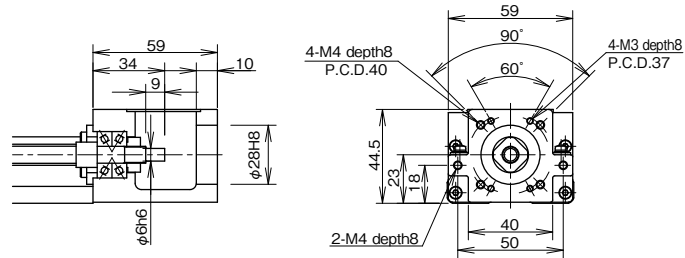 59
34
10
9
φ28H8
φ6h6
59
90°
4-M4 depth8
P.C.D.40
4-M3 depth8
P.C.D.37
60°
44.5
23
18
2-M4 depth8
40
50